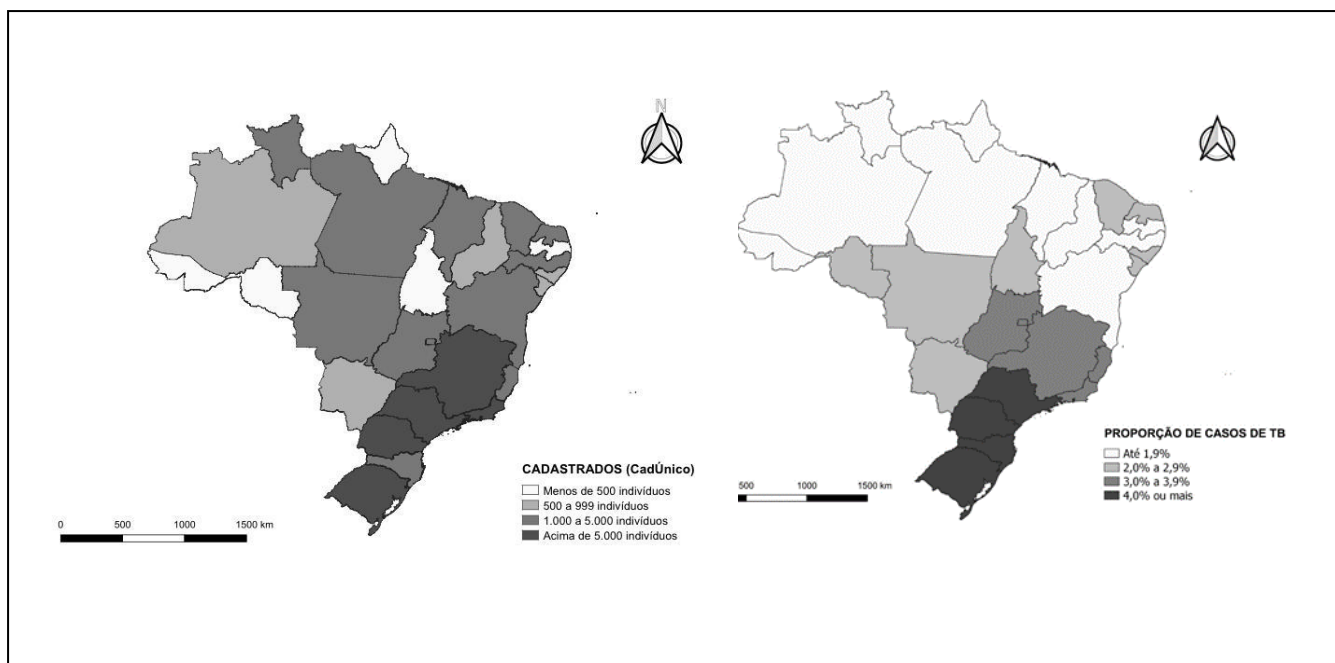 N
CADASTRADOS (CadÚnico)
Menos de 500 indivíduos
500 a 999 indivíduos
1.000 a 5.000 indivíduos
Acima de 5.000 indivíduos
0 500 1000 1500 km
PROPORÇÃO DE CASOS DE TB
Até 1,9%
2,0% a 2,9%
3,0% a 3,9%
4,0% ou mais
500 1000 1500 km